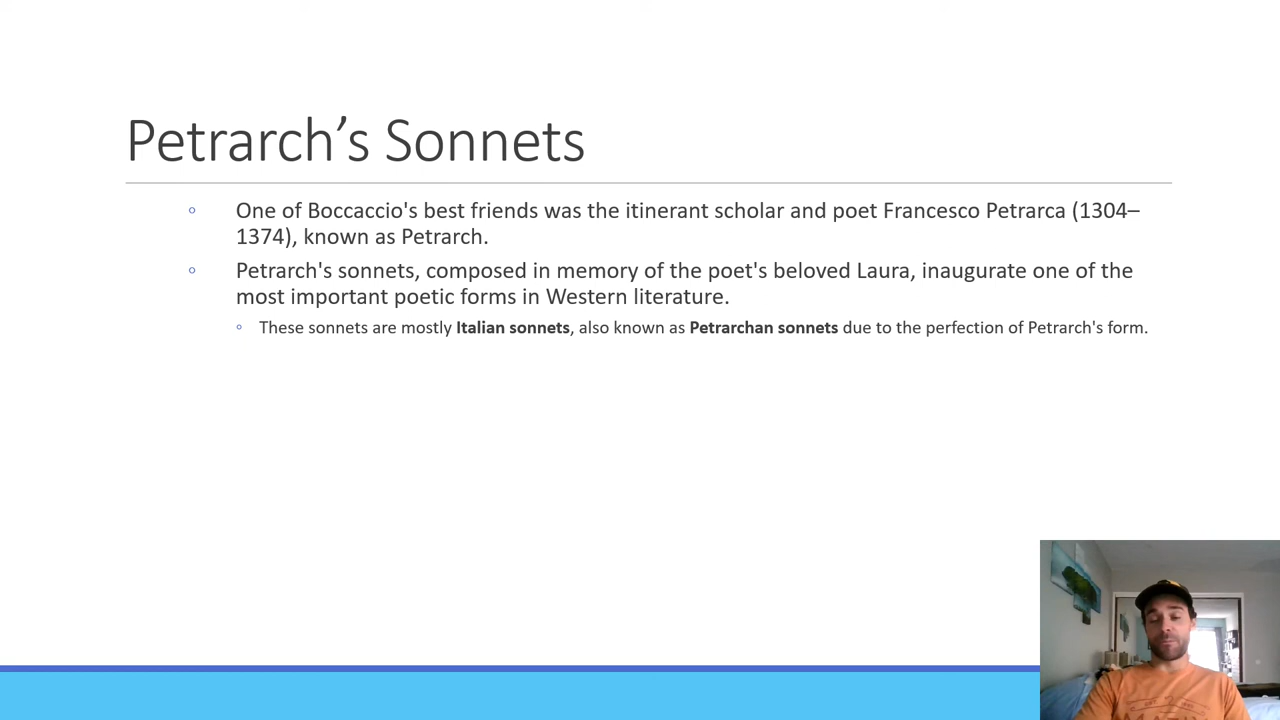 Petrarch’s Sonnets
One of Boccaccio's best friends was the itinerant scholar and poet Francesco Petrarca (1304–
1374), known as Petrarch.
Petrarch's sonnets, composed in memory of the poet's beloved Laura, inaugurate one of the
most important poetic forms in Western literature.
These sonnets are mostly Italian sonnets, also known as Petrarchan sonnets due to the perfection of Petrarch's form.